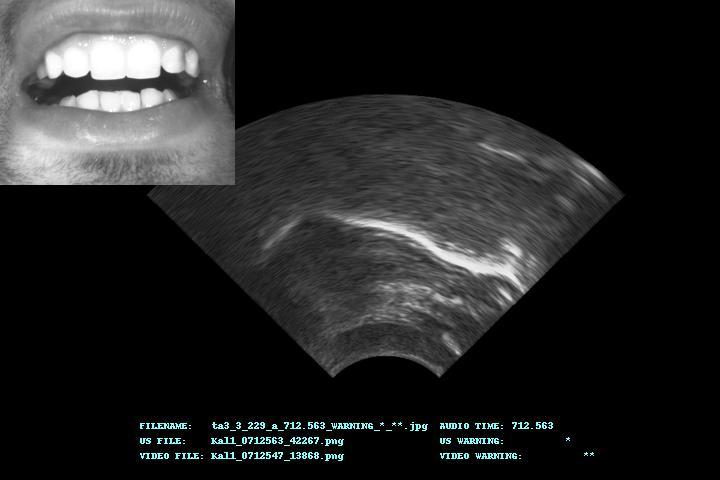 FILENAME: ta3_3_229_a_712.563_WARNING_*_**.jpg AUDIO TIME: 712.563
US FILE: Kal1_0712563_42267.png US WARNING: *
VIDEO FILE: Kal1_0712547_13868.png VIDEO WARNING: **